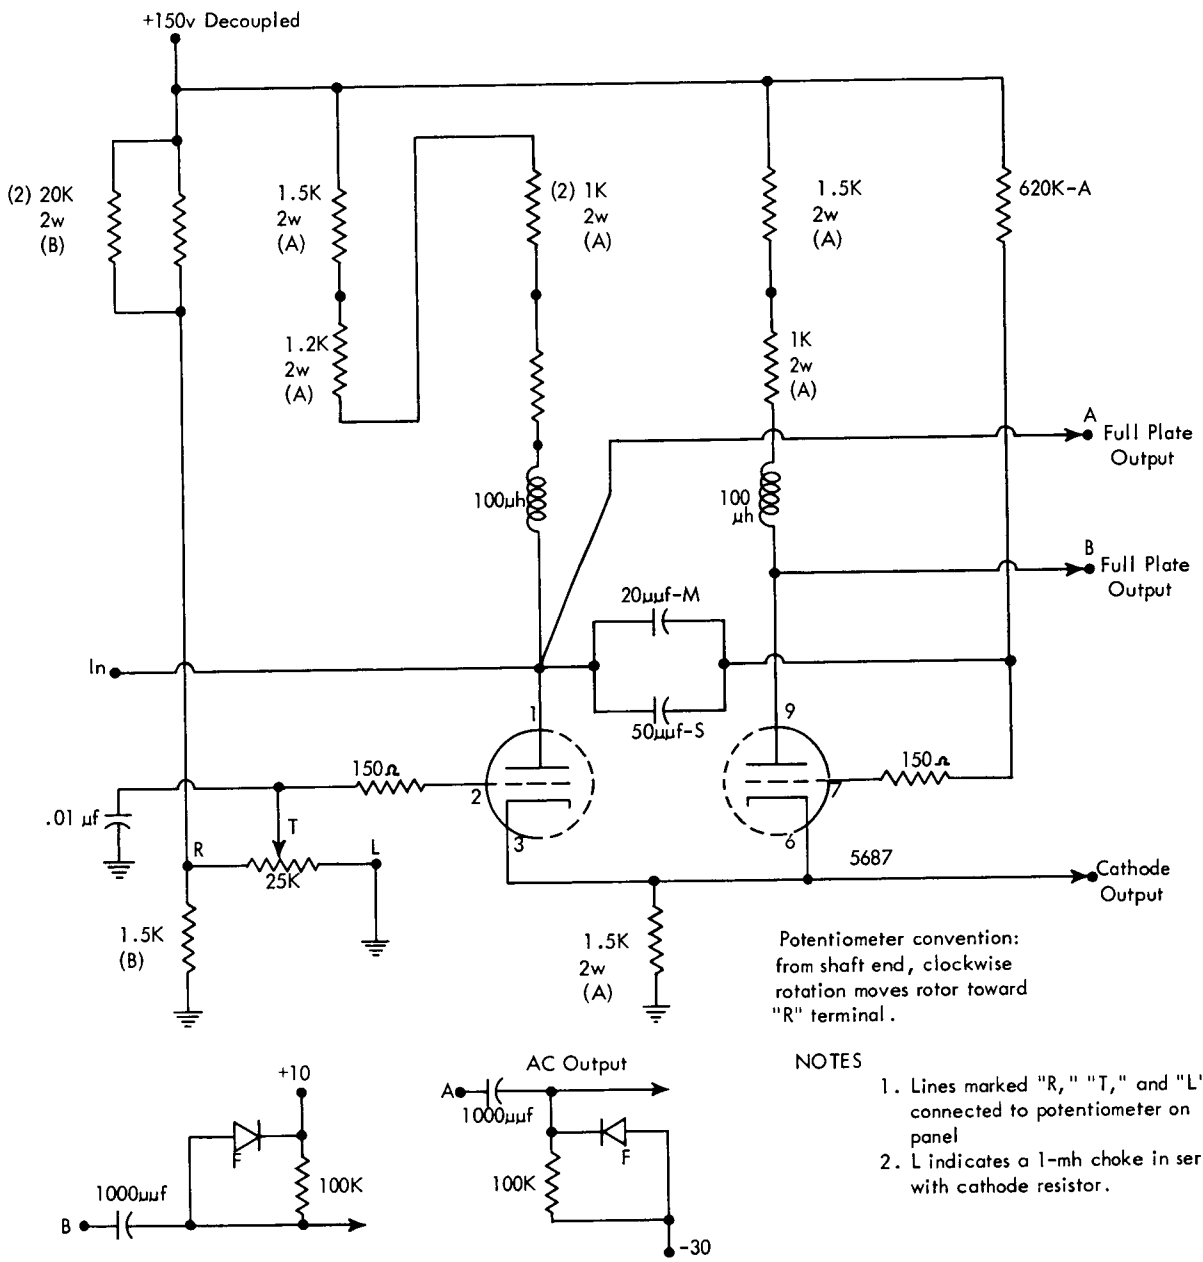 +150v Decoupled
(2) 20K
2w
(B)
1.5K
2w
(A)
(2) 1K
2w
(A)
1.5K
2w
(A)
620K-A
1.2K
2w
(A)
1K
2w
(A)
A
Full Plate
Output
100μh
100
μh
B
Full Plate
Output
20μμf-M
In
50μμf-S
1
9
150Ω
150Ω
2
7
.01 μf
3
6
T
R
L
25K
5687
Cathode
Output
1.5K
(B)
1.5K
2w
(A)
Potentiometer convention:
from shaft end, clockwise
rotation moves rotor toward
"R" terminal.
NOTES
1. Lines marked "R," "T," and "L"
connected to potentiometer on
panel
2. L indicates a 1-mh choke in ser
with cathode resistor.
+10
F
1000μμf
100K
B
AC Output
A
1000μμf
F
100K
-30